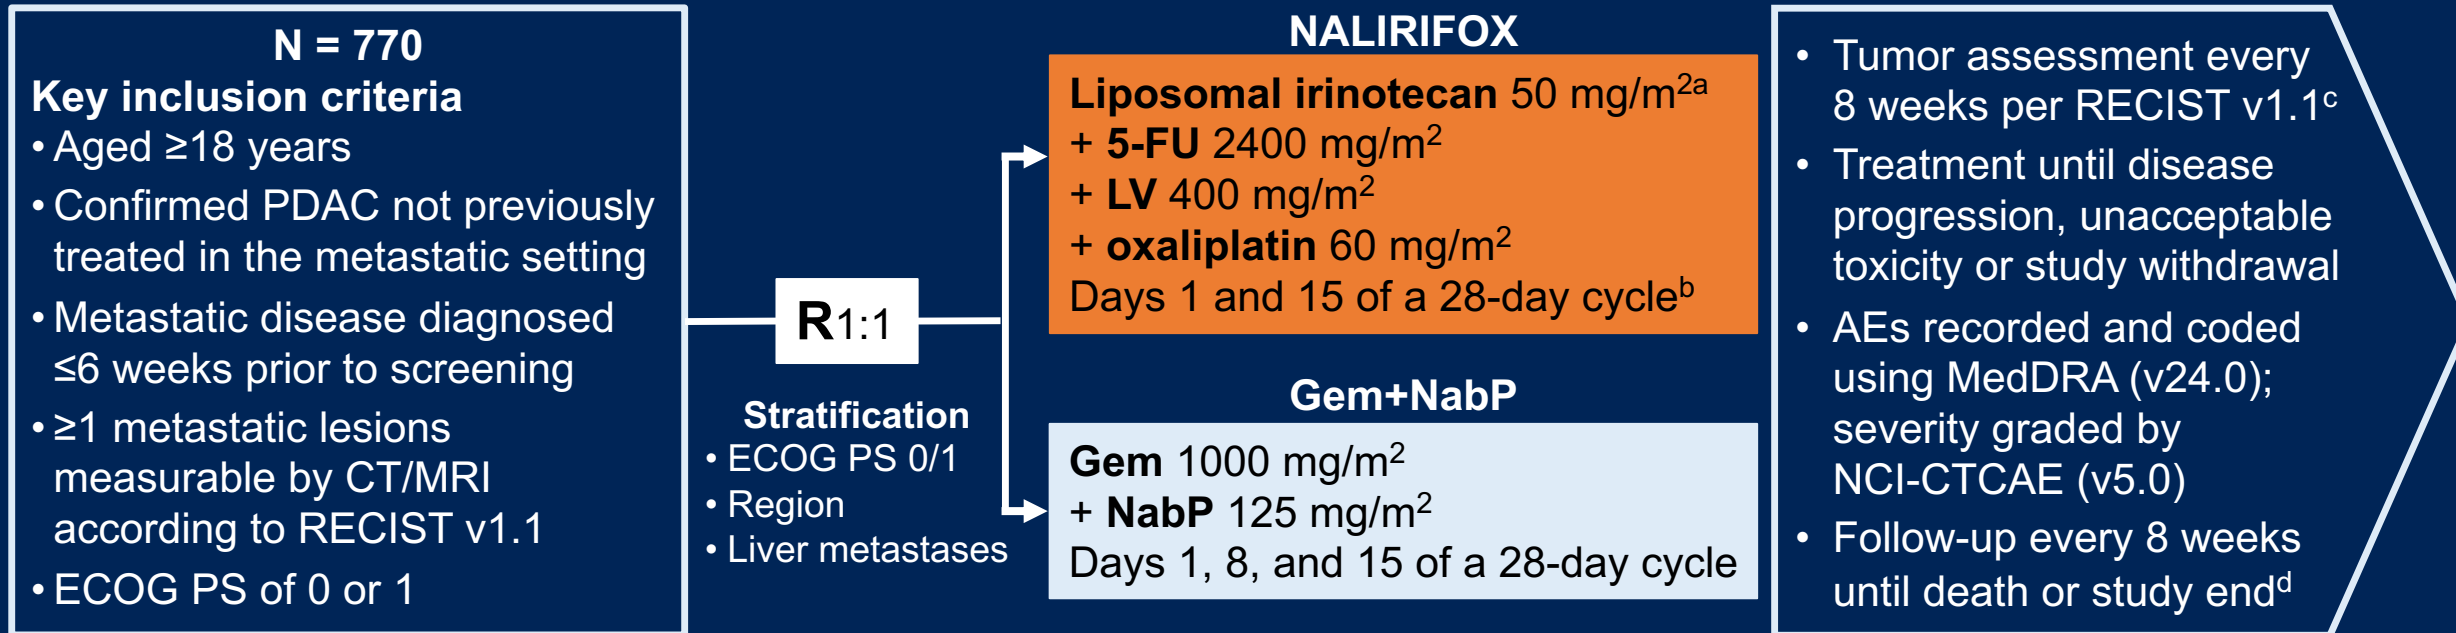 N = 770
Key inclusion criteria
• Aged ≥18 years
• Confirmed PDAC not previously
treated in the metastatic setting
• Metastatic disease diagnosed
≤6 weeks prior to screening
• ≥1 metastatic lesions
measurable by CT/MRI
according to RECIST v1.1
• ECOG PS of 0 or 1
R1:1
Stratification
• ECOG PS 0/1
• Region
• Liver metastases
NALIRIFOX
Liposomal irinotecan 50 mg/m²ᵃ
+ 5-FU 2400 mg/m²
+ LV 400 mg/m²
+ oxaliplatin 60 mg/m²
Days 1 and 15 of a 28-day cycleᵇ
Gem+NabP
Gem 1000 mg/m²
+ NabP 125 mg/m²
Days 1, 8, and 15 of a 28-day cycle
• Tumor assessment every
8 weeks per RECIST v1.1ᶜ
• Treatment until disease
progression, unacceptable
toxicity or study withdrawal
• AEs recorded and coded
using MedDRA (v24.0);
severity graded by
NCI-CTCAE (v5.0)
• Follow-up every 8 weeks
until death or study endᵈ